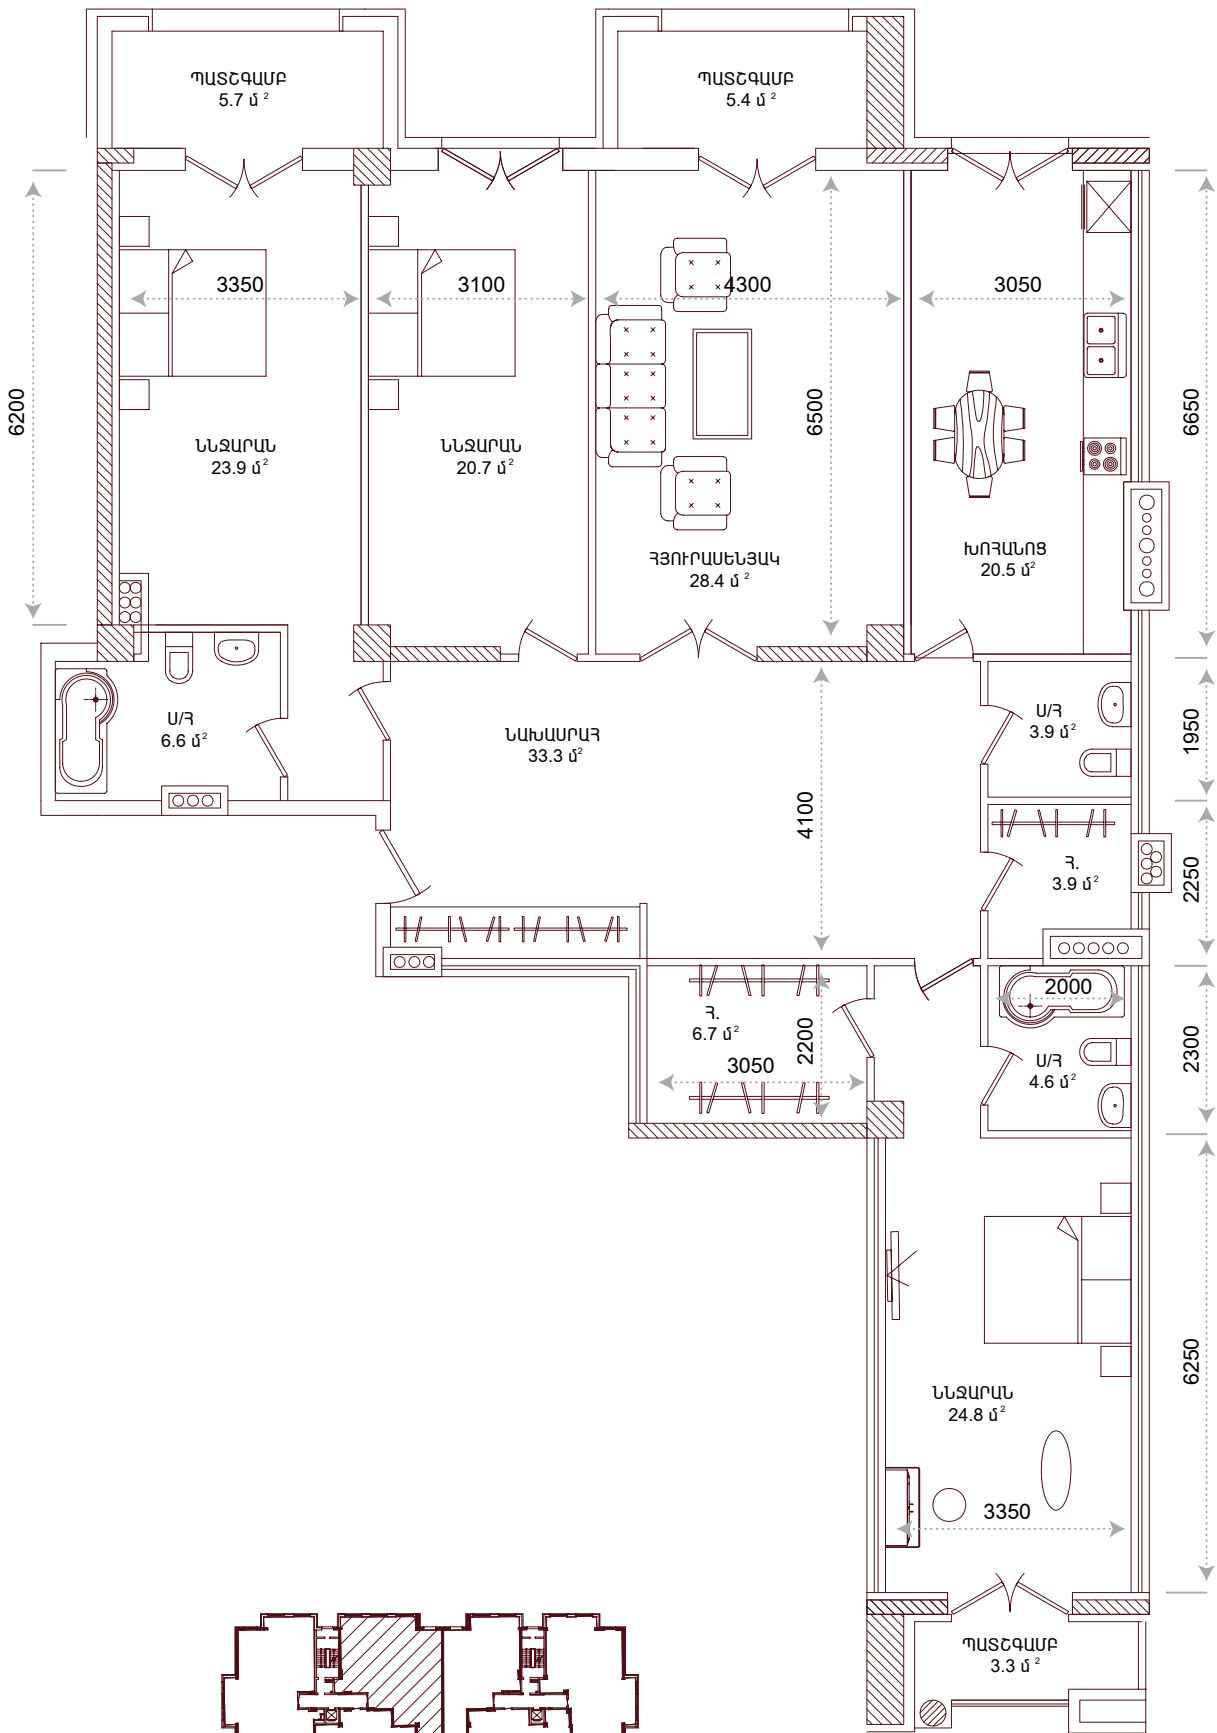 ՊԱՏՇԳԱՄԲ
5.7 մ²
ՊԱՏՇԳԱՄԲ
5.4 մ²
3350
3100
4300
3050
6200
6500
6650
ՆՆՋԱՐԱՆ
23.9 մ²
ՆՆՋԱՐԱՆ
20.7 մ²
ՀՅՈՒՐԱՍԵՆՅԱԿ
28.4 մ²
ԽՈՀԱՆՈՑ
20.5 մ²
Ս/Հ
6.6 մ²
ՆԱԽԱՍՐԱՀ
33.3 մ²
Ս/Հ
3.9 մ²
1950
4100
Հ.
3.9 մ²
2250
2000
Հ.
6.7 մ²
2200
3050
Ս/Հ
4.6 մ²
2300
6250
ՆՆՋԱՐԱՆ
24.8 մ²
3350
ՊԱՏՇԳԱՄԲ
3.3 մ²